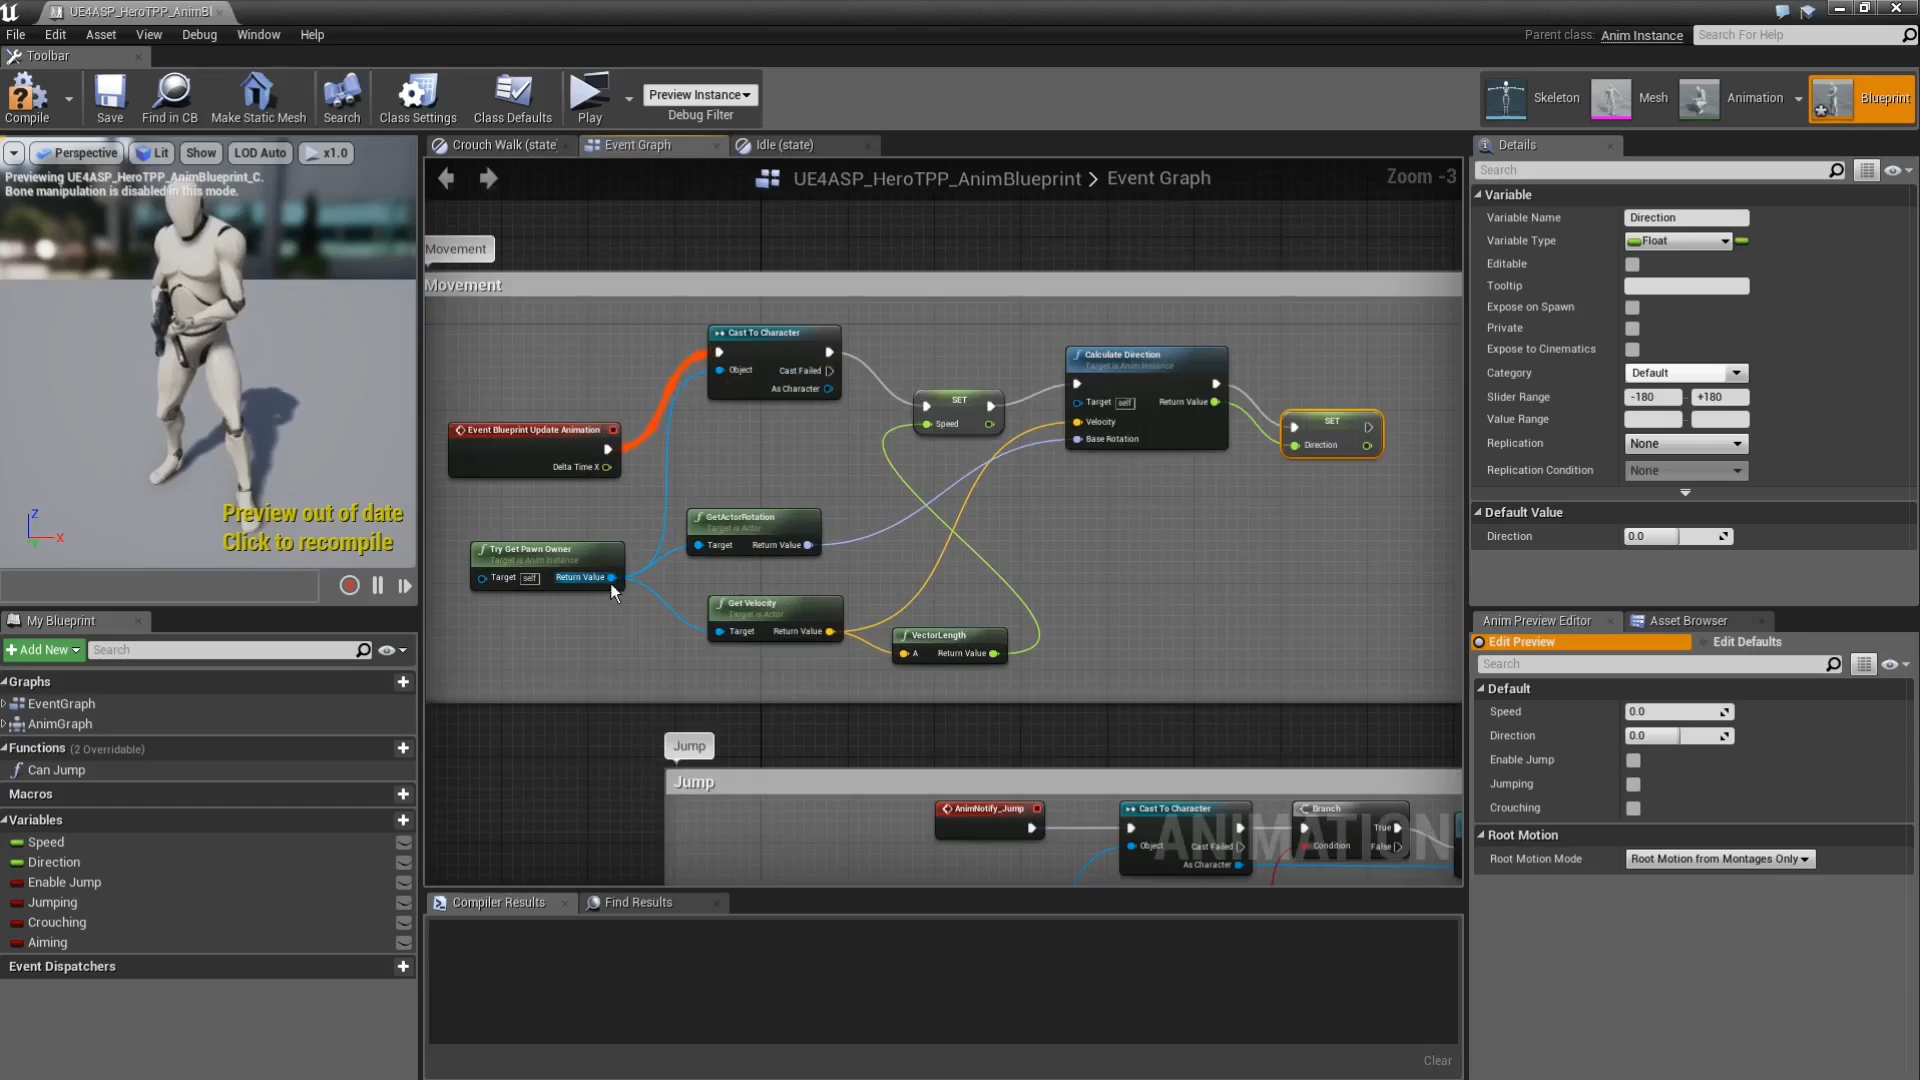 UE4ASP_HeroTPP_AnimBl
File Edit Asset View Debug Window Help
Parent class: Anim Instance
Search For Help
Toolbar
Compile
Save
Find in CB
Make Static Mesh
Search
Class Settings
Class Defaults
Play
Preview Instance
Debug Filter
Skeleton
Mesh
Animation
Blueprint
Perspective
Lit
Show
LOD Auto
x1.0
Previewing UE4ASP_HeroTPP_AnimBlueprint_C.
Bone manipulation is disabled in this mode.
Z
X
Y
Preview out of date
Click to recompile
My Blueprint
Add New
Search
Graphs
EventGraph
AnimGraph
Functions (2 Overridable)
Can Jump
Macros
Variables
Speed
Direction
Enable Jump
Jumping
Crouching
Aiming
Event Dispatchers
Crouch Walk (state
Event Graph
Idle (state)
UE4ASP_HeroTPP_AnimBlueprint > Event Graph
Zoom -3
Movement
Movement
Cast To Character
Object
Cast Failed
As Character
Event Blueprint Update Animation
Delta Time X
Try Get Pawn Owner
Target is Anim Instance
Target self Return Value
GetActorRotation
Target is Actor
Target Return Value
Get Velocity
Target is Actor
Target Return Value
VectorLength
A Return Value
SET
Speed
Calculate Direction
Target is Anim Instance
Target self Return Value
Velocity
Base Rotation
SET
Direction
Jump
Jump
AnimNotify_Jump
Cast To Character
Object
Cast Failed
As Character
Branch
True
Condition
False
ANIMATION
Compiler Results
Find Results
Clear
Details
Search
Variable
Variable Name Direction
Variable Type Float
Editable
Tooltip
Expose on Spawn
Private
Expose to Cinematics
Category Default
Slider Range -180 +180
Value Range
Replication None
Replication Condition None
Default Value
Direction 0.0
Anim Preview Editor
Asset Browser
Edit Preview
Edit Defaults
Search
Default
Speed 0.0
Direction 0.0
Enable Jump
Jumping
Crouching
Root Motion
Root Motion Mode Root Motion from Montages Only